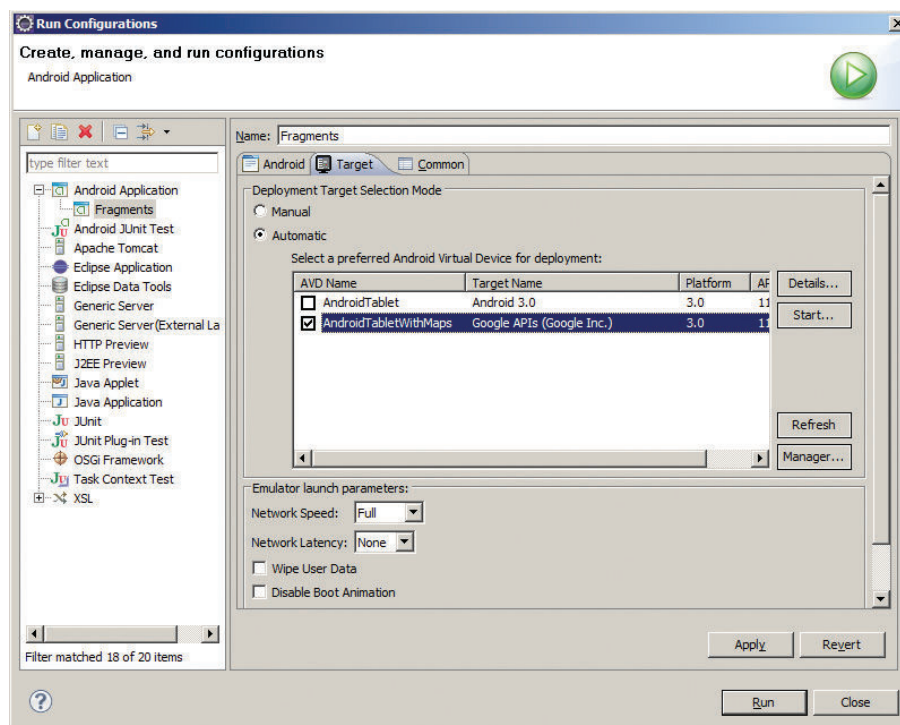 Run Configurations
Create, manage, and run configurations
Android Application
type filter text
Android Application
Fragments
Android JUnit Test
Apache Tomcat
Eclipse Application
Eclipse Data Tools
Generic Server
Generic Server(External La
HTTP Preview
J2EE Preview
Java Applet
Java Application
JUnit
JUnit Plug-in Test
OSGi Framework
Task Context Test
XSL
Filter matched 18 of 20 items
Name: Fragments
Android Target Common
Deployment Target Selection Mode
Manual
Automatic
Select a preferred Android Virtual Device for deployment:
AVD Name Target Name Platform AP
AndroidTablet Android 3.0 3.0 11
AndroidTabletWithMaps Google APIs (Google Inc.) 3.0 11
Details...
Start...
Refresh
Manager...
Emulator launch parameters:
Network Speed: Full
Network Latency: None
Wipe User Data
Disable Boot Animation
Apply Revert
Run Close